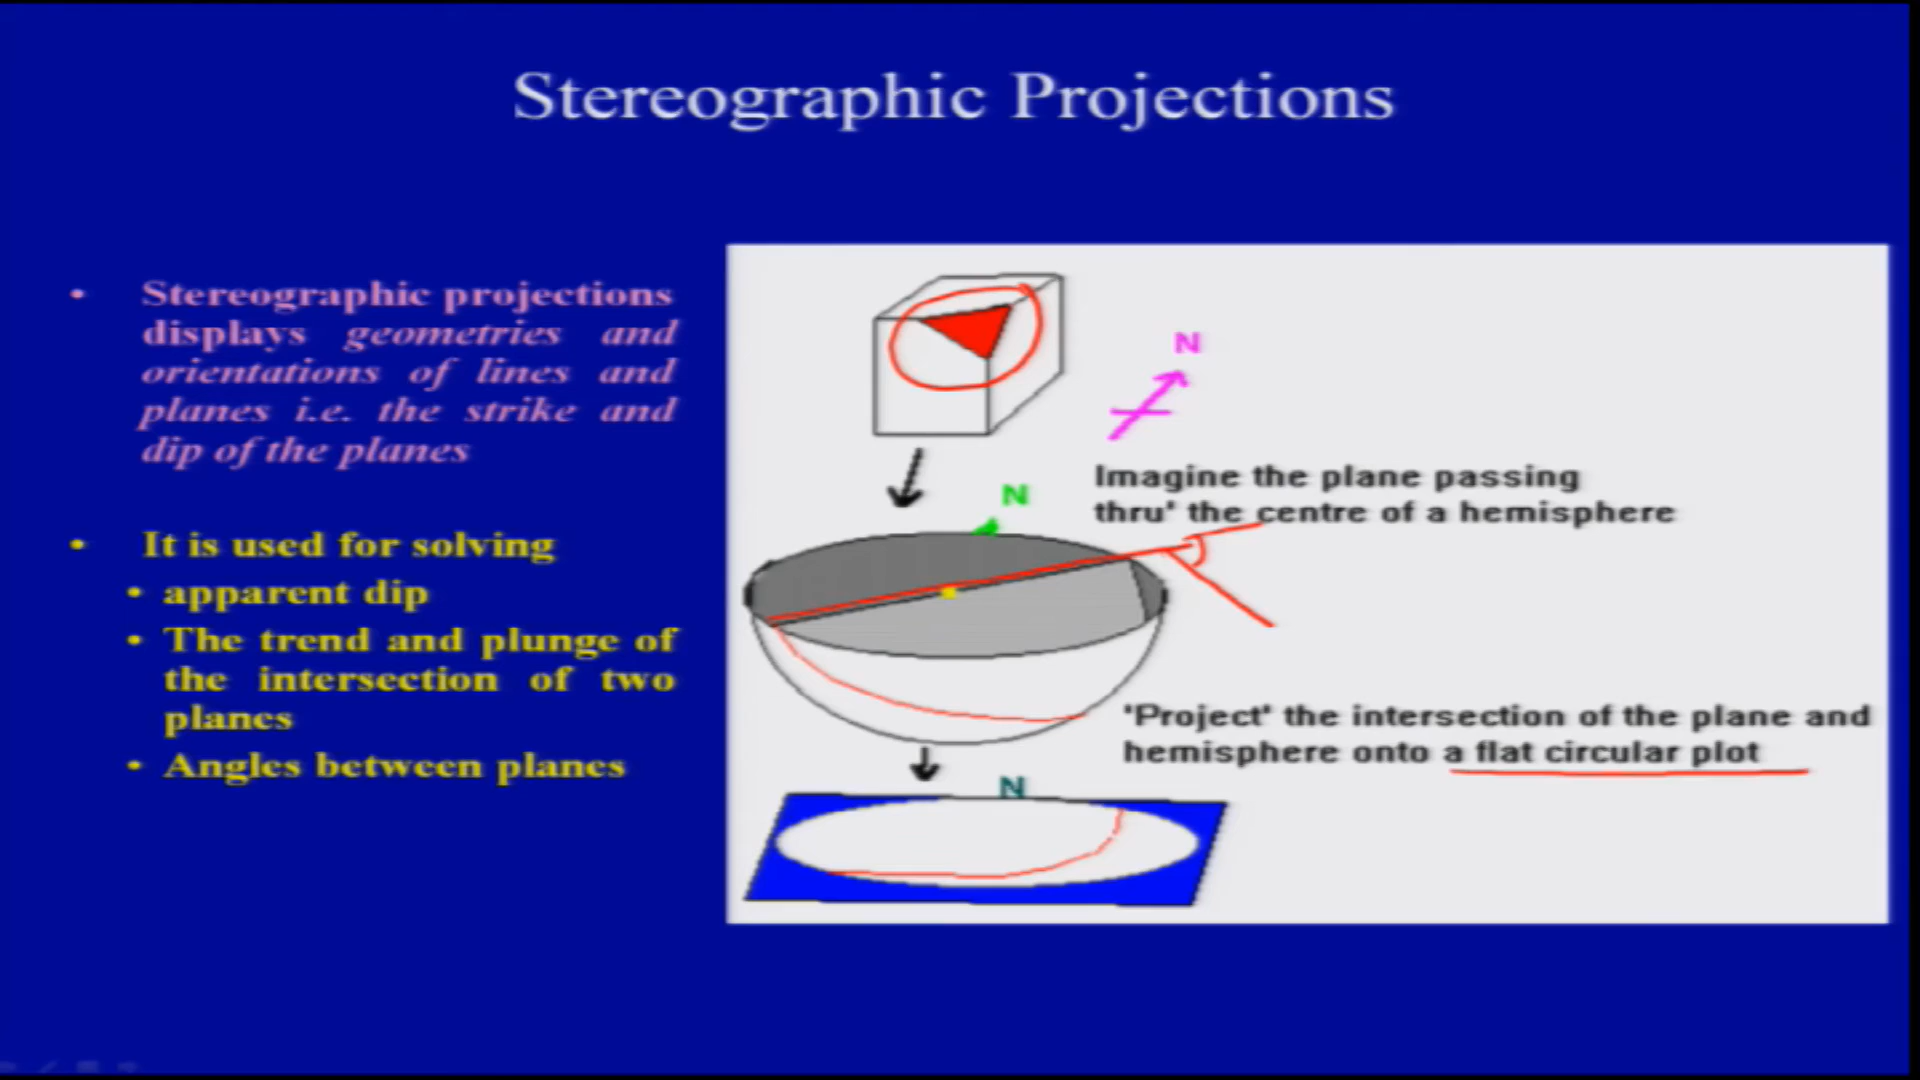 Stereographic Projections
• Stereographic projections
displays geometries and
orientations of lines and
planes i.e. the strike and
dip of the planes
• It is used for solving
• apparent dip
• The trend and plunge of
the intersection of two
planes
• Angles between planes
N
N
Imagine the plane passing
thru' the centre of a hemisphere
'Project' the intersection of the plane and
hemisphere onto a flat circular plot
N